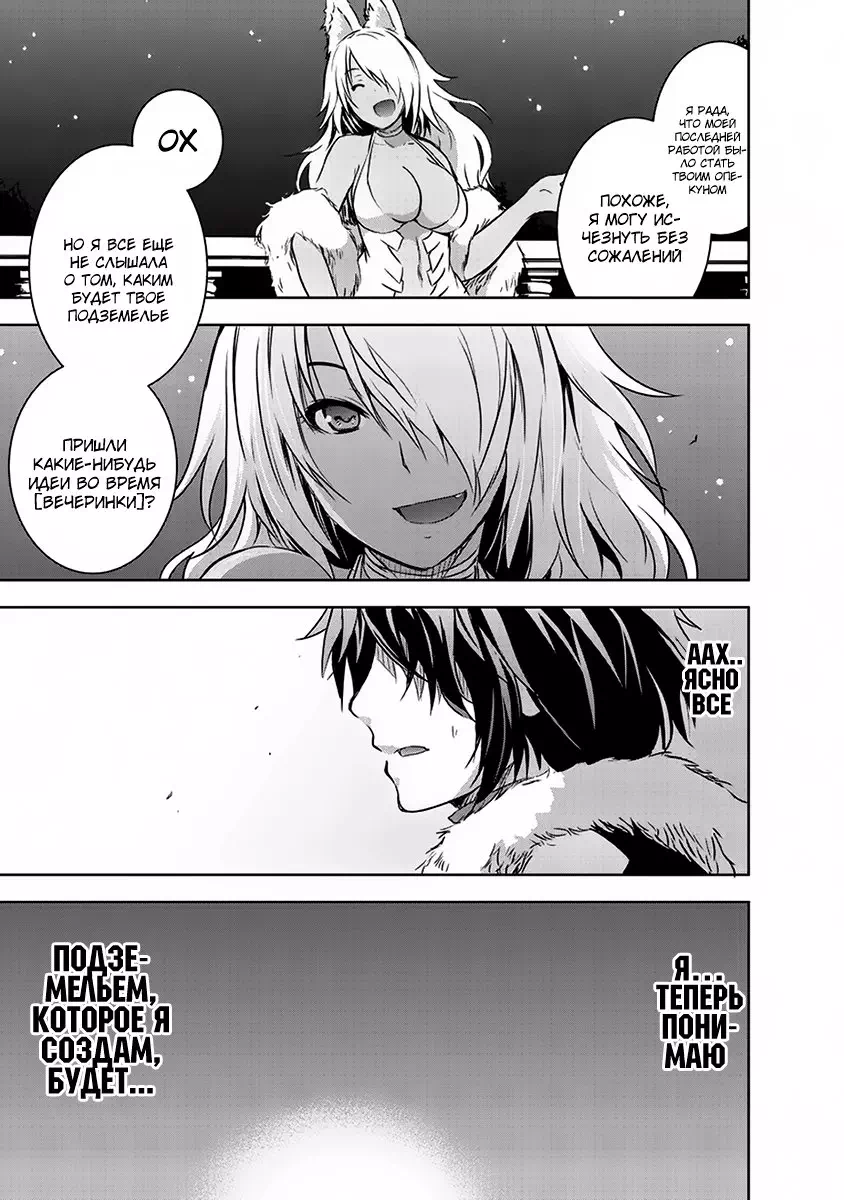 Я РАДА,
ЧТО МОЕЙ
ПОСЛЕДНЕЙ
РАБОТОЙ БЫ-
ЛО СТАТЬ
ТВОИМ ОПЕ-
КУНОМ
ПОХОЖЕ,
Я МОГУ ИС-
ЧЕЗНУТЬ БЕЗ
СОЖАЛЕНИЙ
ОХ
НО Я ВСЕ ЕЩЕ
НЕ СЛЫШАЛА
О ТОМ, КАКИМ
БУДЕТ ТВОЕ
ПОДЗЕМЕЛЬЕ
ПРИШЛИ
КАКИЕ-НИБУДЬ
ИДЕИ ВО ВРЕМЯ
[ВЕЧЕРИНКИ]?
ААХ..
ЯСНО
ВСЕ
Я...
ТЕПЕРЬ
ПОНИ-
МАЮ
ПОДЗЕ-
МЕЛЬЕМ,
КОТОРОЕ Я
СОЗДАМ,
БУДЕТ...